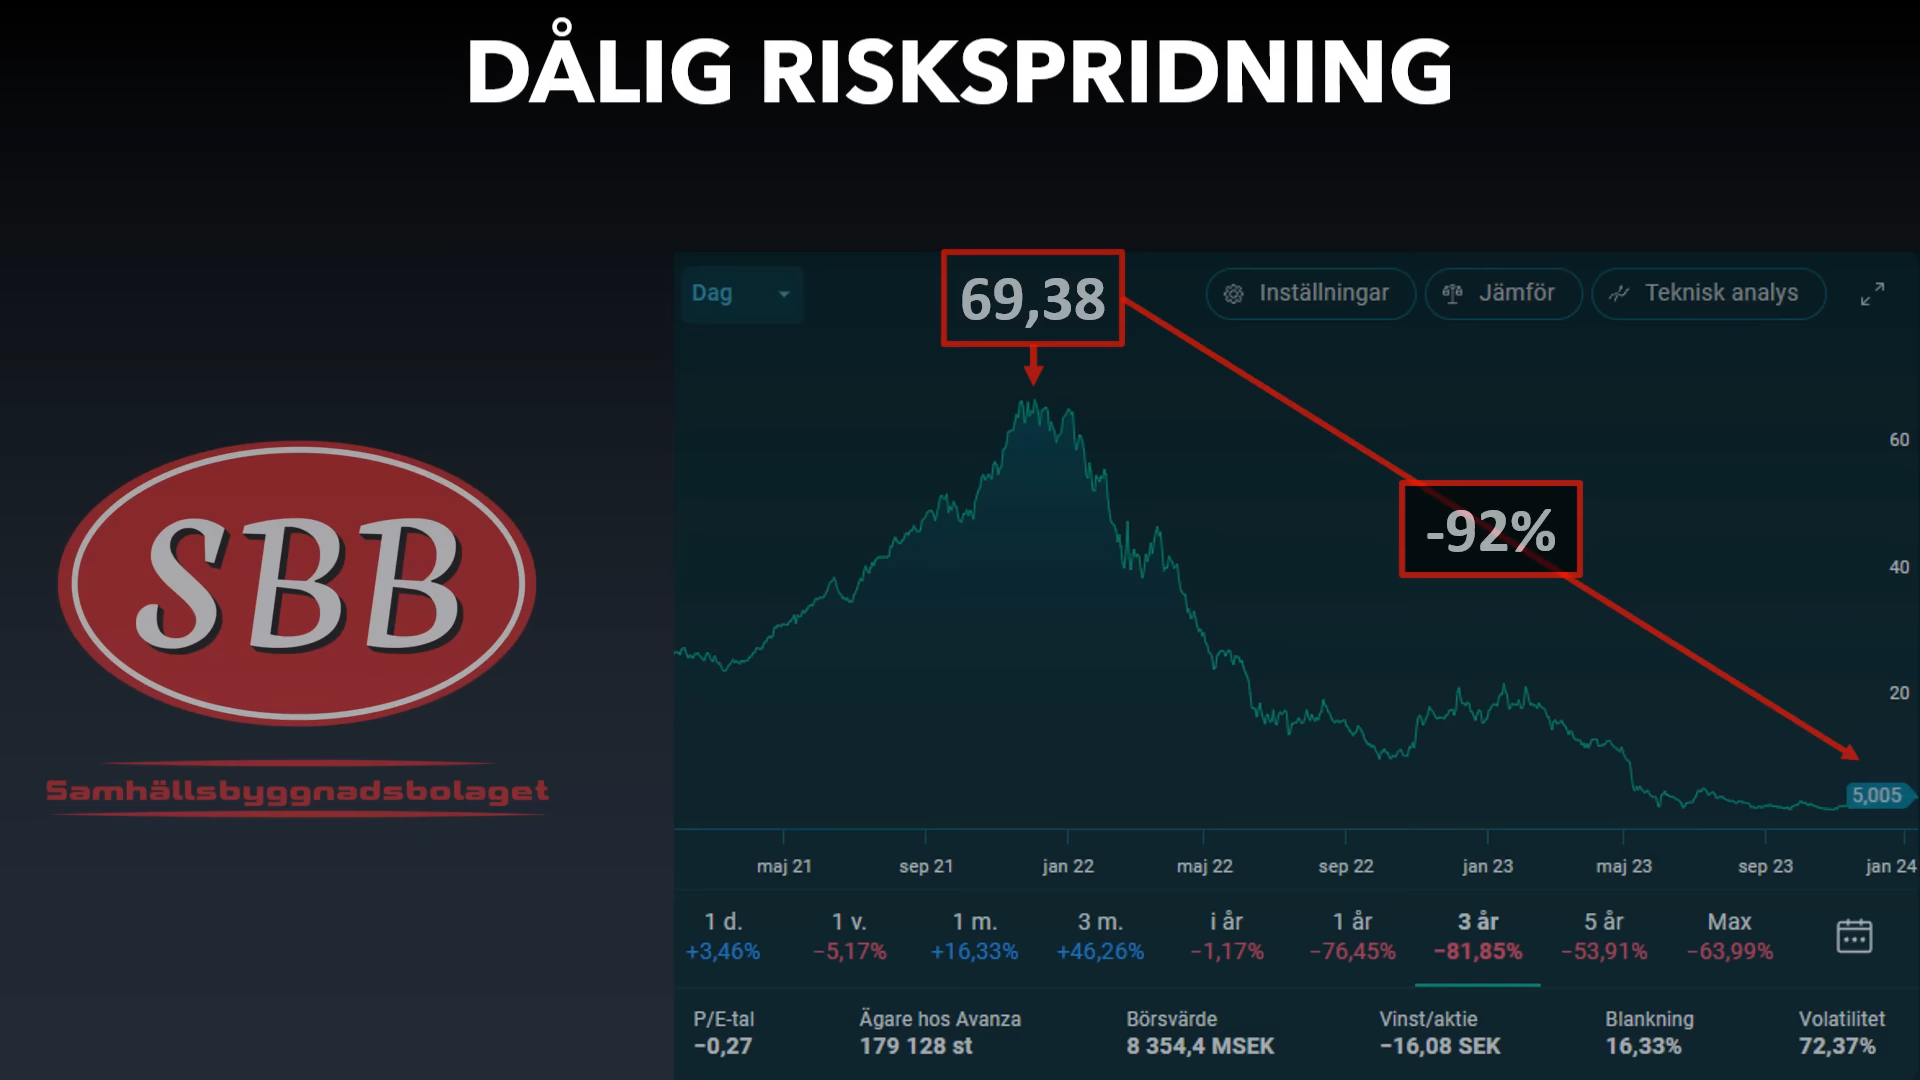 DÅLIG RISKSPRIDNING
Dag
69,38
Inställningar
Jämför
Teknisk analys
60
-92%
40
SBB
20
Samhällsbyggnadsbolaget
5,005
maj 21 sep 21 jan 22 maj 22 sep 22 jan 23 maj 23 sep 23 jan 24
1 d. 1 v. 1 m. 3 m. i år 1 år 3 år 5 år Max
+3,46% −5,17% +16,33% +46,26% −1,17% −76,45% −81,85% −53,91% −63,99%
P/E-tal Ägare hos Avanza Börsvärde Vinst/aktie Blankning Volatilitet
−0,27 179 128 st 8 354,4 MSEK −16,08 SEK 16,33% 72,37%